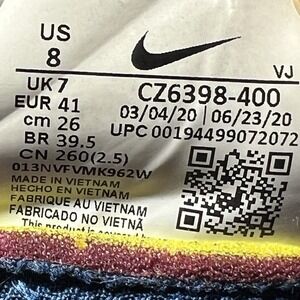 US
8
VJ
UK 7
EUR 41
cm 26
BR 39.5
CN 260(2.5)
013NVFVMK962W
CZ6398-400
03/04/20 06/23/20
UPC 00194499072072
MADE IN VIETNAM
HECHO EN VIETNAM
FABRIQUE AU VIETNAM
FABRICADO NO VIETNÃ